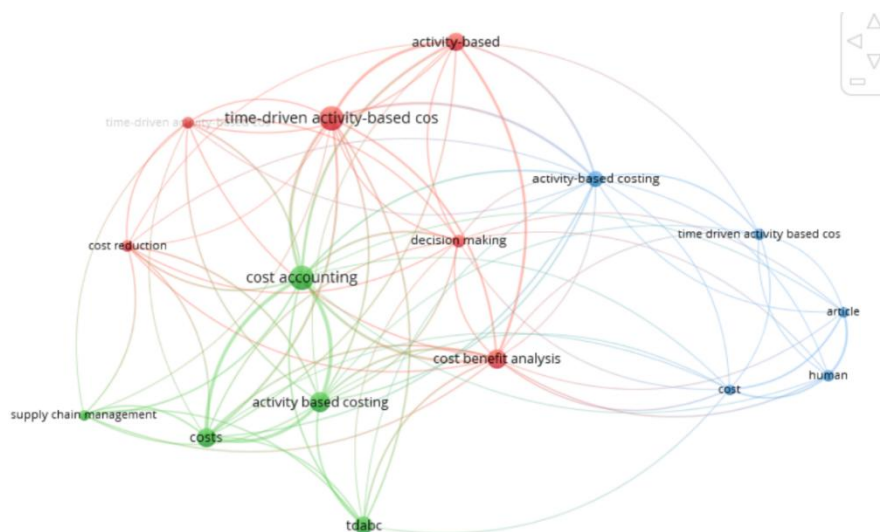 activity-based
time-driven activity-based cos
activity-based costing
time driven activity based cos
cost reduction
decision making
cost accounting
article
cost benefit analysis
human
cost
activity based costing
supply chain management
costs
tdabc